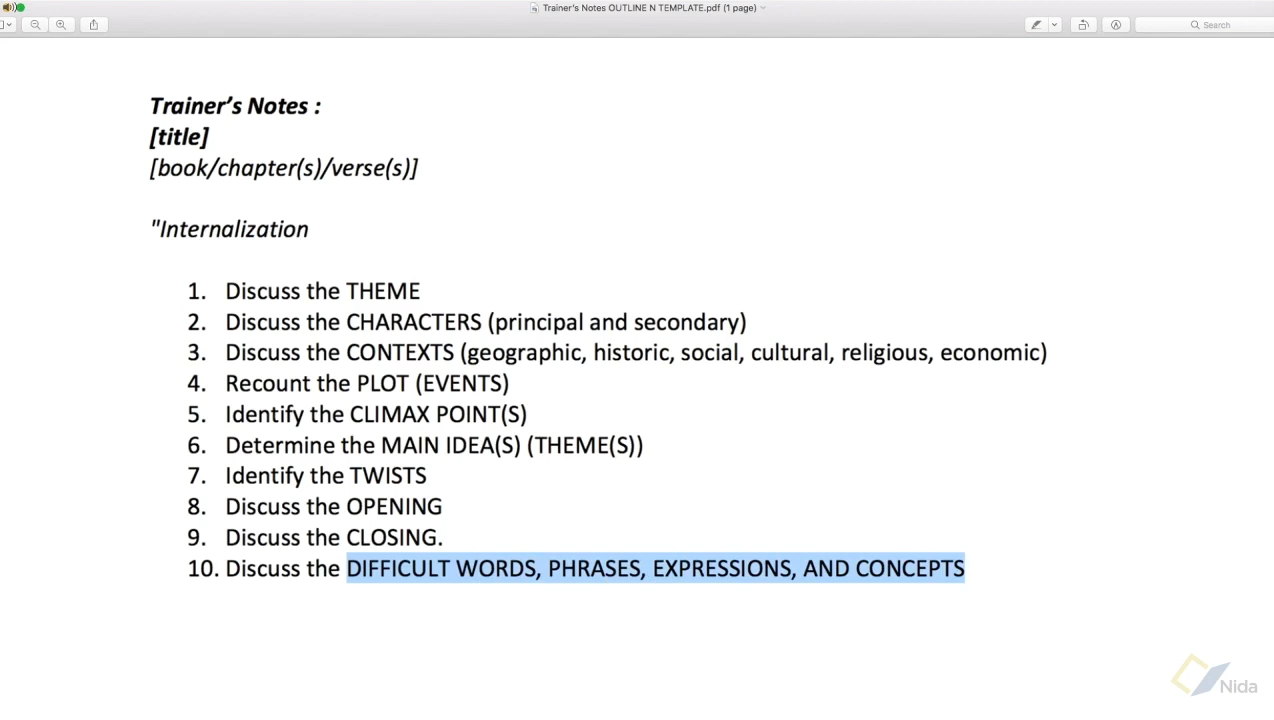 Trainer's Notes OUTLINE N TEMPLATE.pdf (1 page)
Search
Trainer's Notes :
[title]
[book/chapter(s)/verse(s)]
"Internalization
1. Discuss the THEME
2. Discuss the CHARACTERS (principal and secondary)
3. Discuss the CONTEXTS (geographic, historic, social, cultural, religious, economic)
4. Recount the PLOT (EVENTS)
5. Identify the CLIMAX POINT(S)
6. Determine the MAIN IDEA(S) (THEME(S))
7. Identify the TWISTS
8. Discuss the OPENING
9. Discuss the CLOSING.
10. Discuss the DIFFICULT WORDS, PHRASES, EXPRESSIONS, AND CONCEPTS
Nida